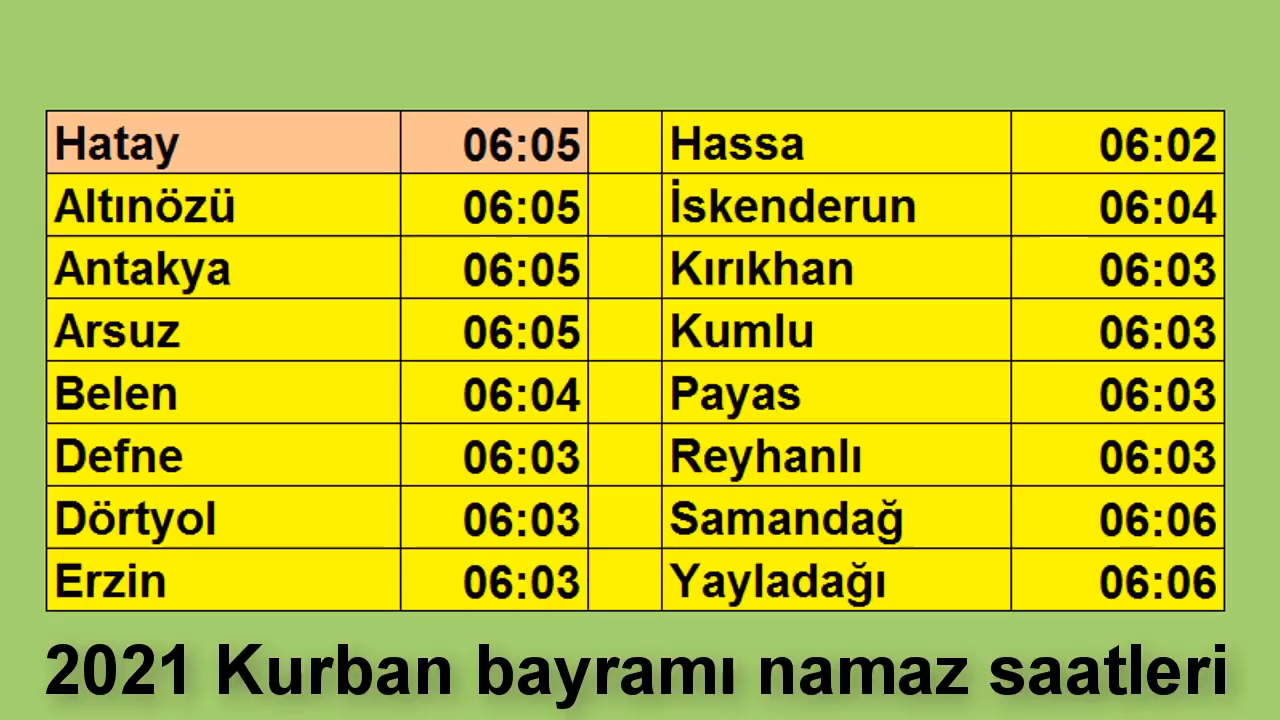 Hatay 06:05 Hassa 06:02
Altınözü 06:05 İskenderun 06:04
Antakya 06:05 Kırıkhan 06:03
Arsuz 06:05 Kumlu 06:03
Belen 06:04 Payas 06:03
Defne 06:03 Reyhanlı 06:03
Dörtyol 06:03 Samandağ 06:06
Erzin 06:03 Yayladağı 06:06
2021 Kurban bayramı namaz saatleri